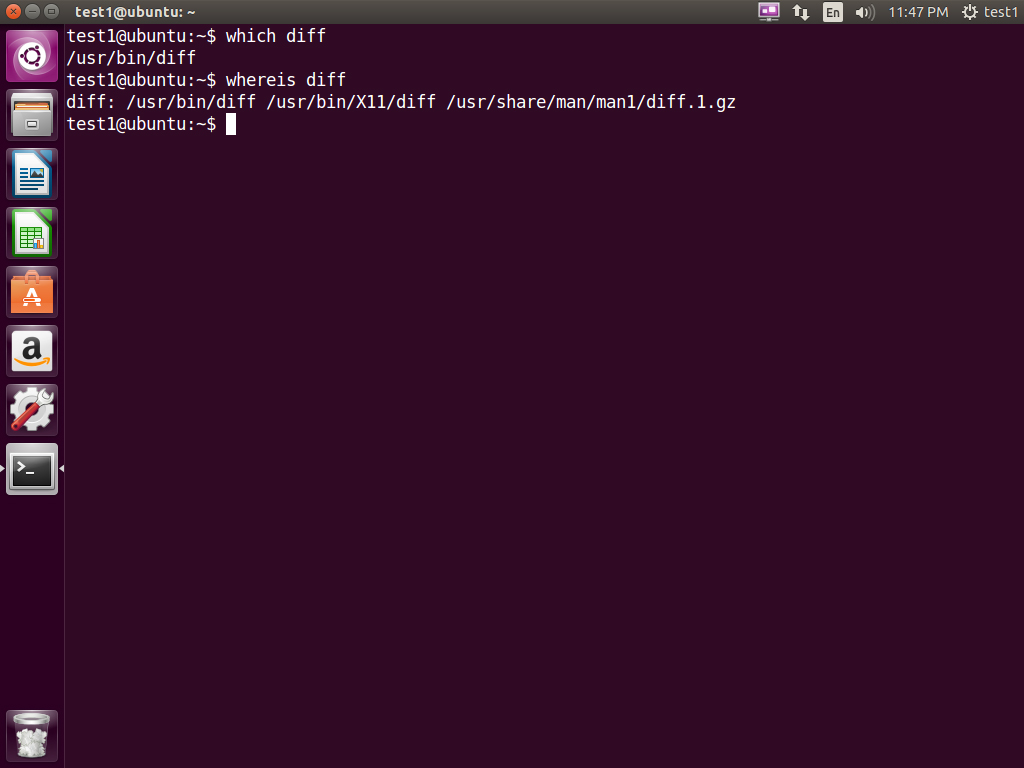 test1@ubuntu: ~
En
11:47 PM
test1
test1@ubuntu:~$ which diff
/usr/bin/diff
test1@ubuntu:~$ whereis diff
diff: /usr/bin/diff /usr/bin/X11/diff /usr/share/man/man1/diff.1.gz
test1@ubuntu:~$